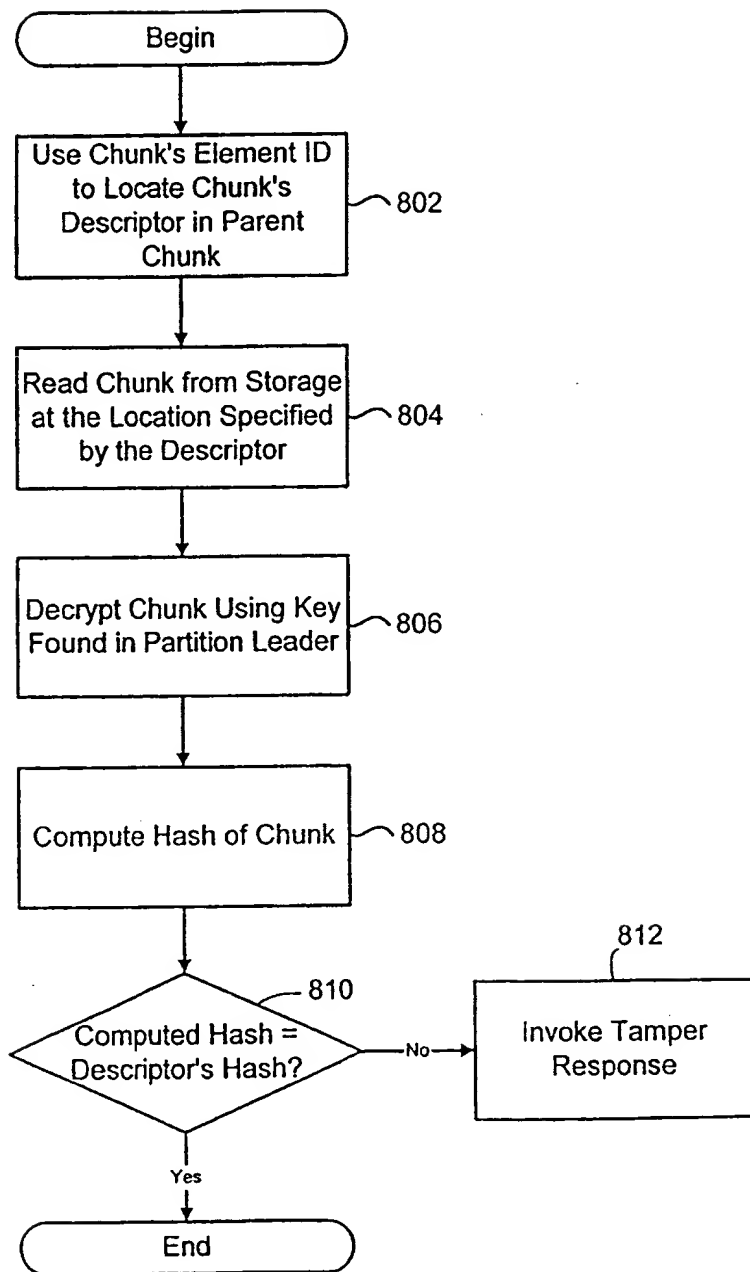 Begin
Use Chunk's Element ID
to Locate Chunk's
Descriptor in Parent
Chunk
802
Read Chunk from Storage
at the Location Specified
by the Descriptor
804
Decrypt Chunk Using Key
Found in Partition Leader
806
Compute Hash of Chunk
808
810
Computed Hash =
Descriptor's Hash?
No
812
Invoke Tamper
Response
Yes
End